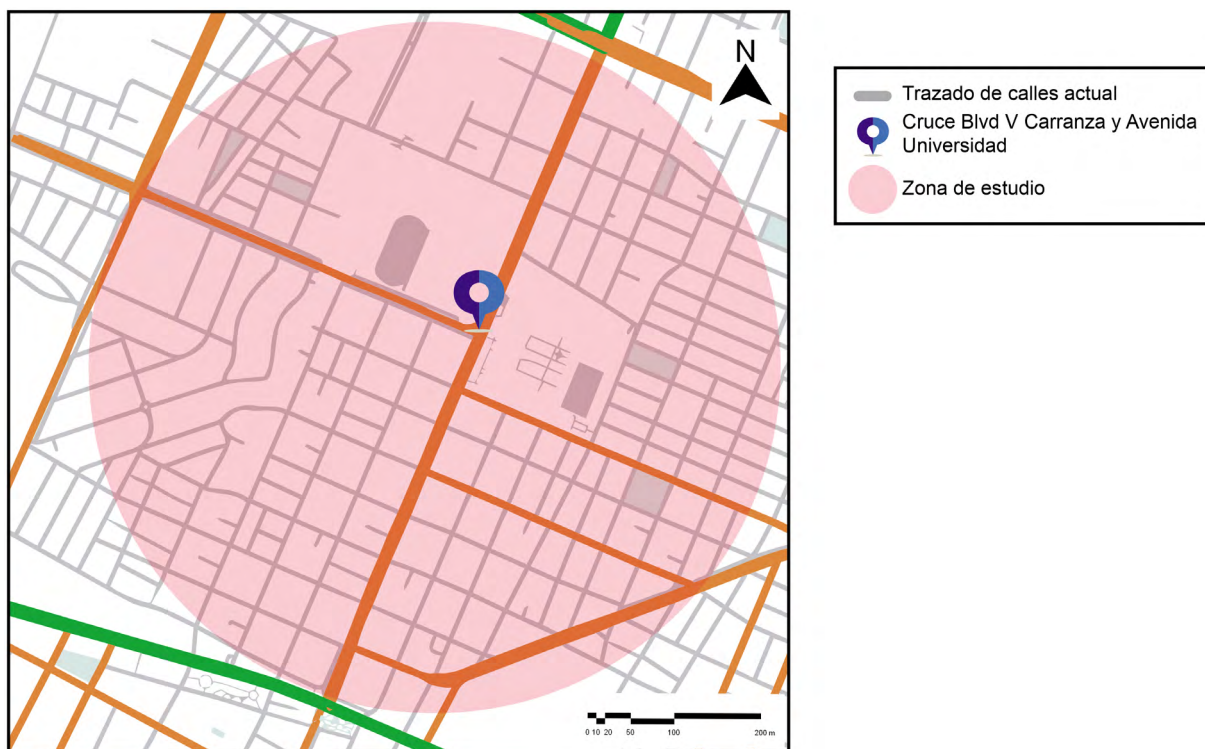 N
Trazado de calles actual
Cruce Blvd V Carranza y Avenida
Universidad
Zona de estudio
0 10 20 50 100 200 m